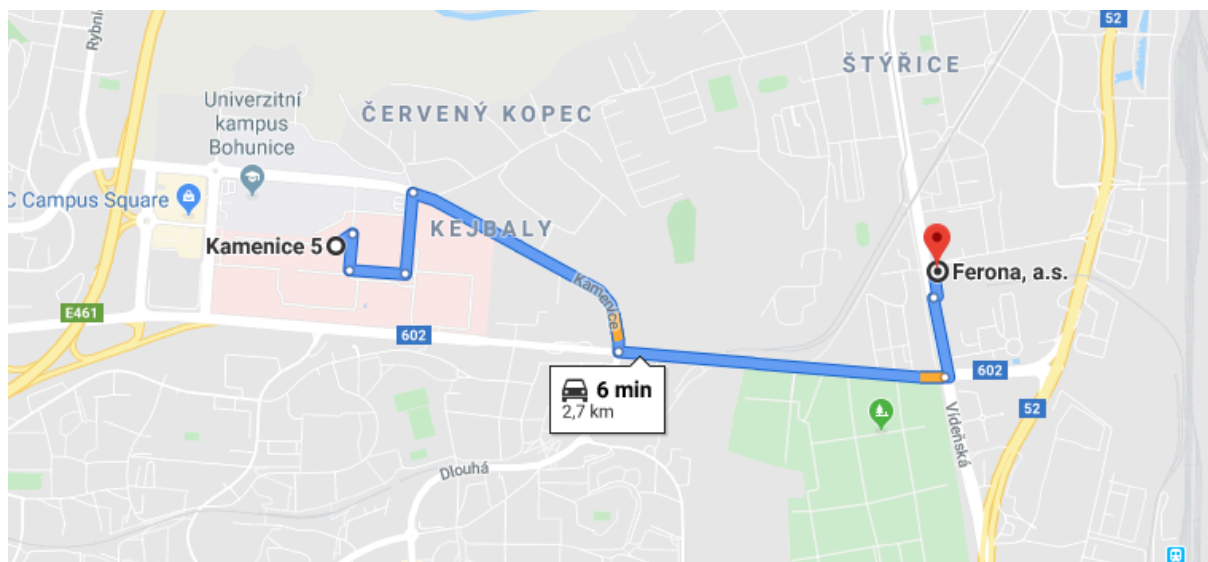 52
Rybní
ŠTÝŘICE
Univerzitní
kampus
Bohunice
ČERVENÝ KOPEC
C Campus Square
KEJBALY
Kamenice 5
Ferona, a.s.
Kamenice
E461
602
602
6 min
2,7 km
52
Vídeňská
Dlouhá